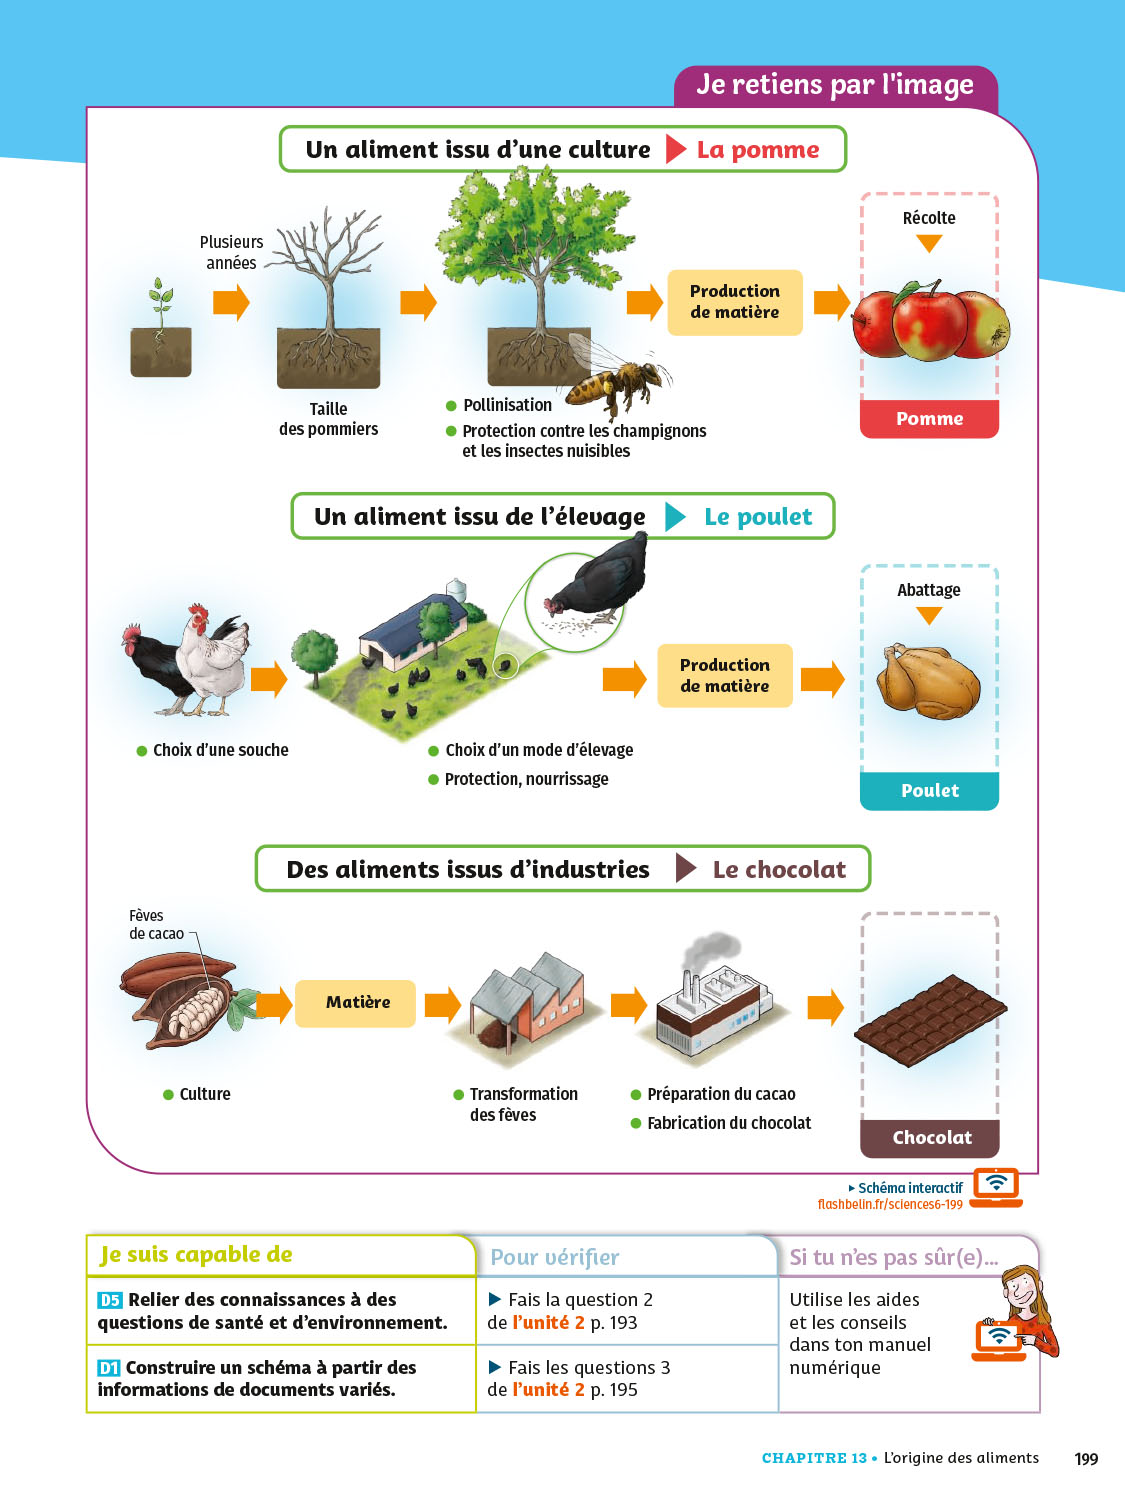 Je retiens par l'image
Un aliment issu d'une culture La pomme
Plusieurs
années
Taille
des pommiers
Pollinisation
Protection contre les champignons
et les insectes nuisibles
Production
de matière
Récolte
Pomme
Un aliment issu de l'élevage Le poulet
Choix d'une souche
Choix d'un mode d'élevage
Protection, nourrissage
Production
de matière
Abattage
Poulet
Des aliments issus d'industries Le chocolat
Fèves
de cacao
Culture
Matière
Transformation
des fèves
Préparation du cacao
Fabrication du chocolat
Chocolat
Schéma interactif
flashbelin.fr/sciences6-199
Je suis capable de
Pour vérifier
Si tu n'es pas sûr(e)...
D5 Relier des connaissances à des
questions de santé et d'environnement.
Fais la question 2
de l'unité 2 p. 193
Utilise les aides
et les conseils
dans ton manuel
numérique
D1 Construire un schéma à partir des
informations de documents variés.
Fais les questions 3
de l'unité 2 p. 195
CHAPITRE 13 • L'origine des aliments 199